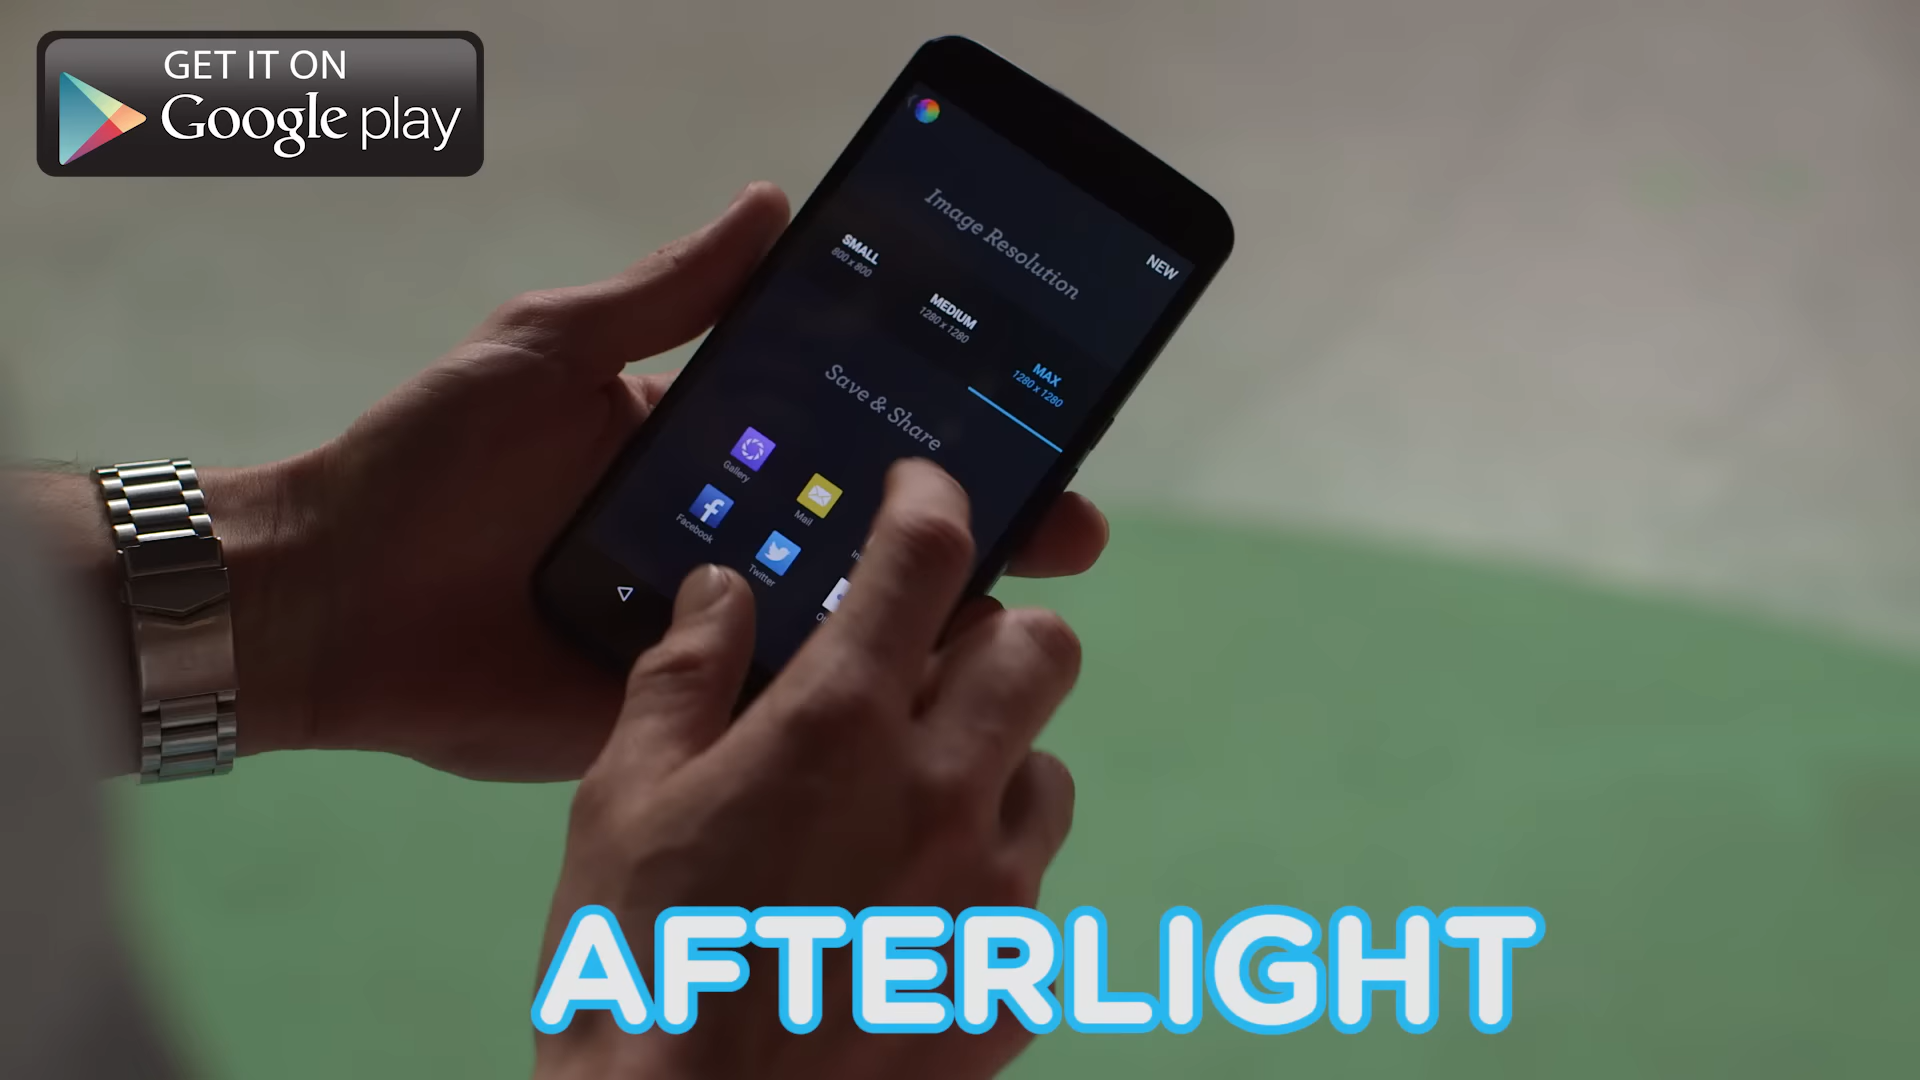 GET IT ON
Google play
Image Resolution
NEW
SMALL
800 x 800
MEDIUM
1280 x 1280
MAX
1280 x 1280
Save & Share
Gallery
Mail
Facebook
Twitter
AFTERLIGHT